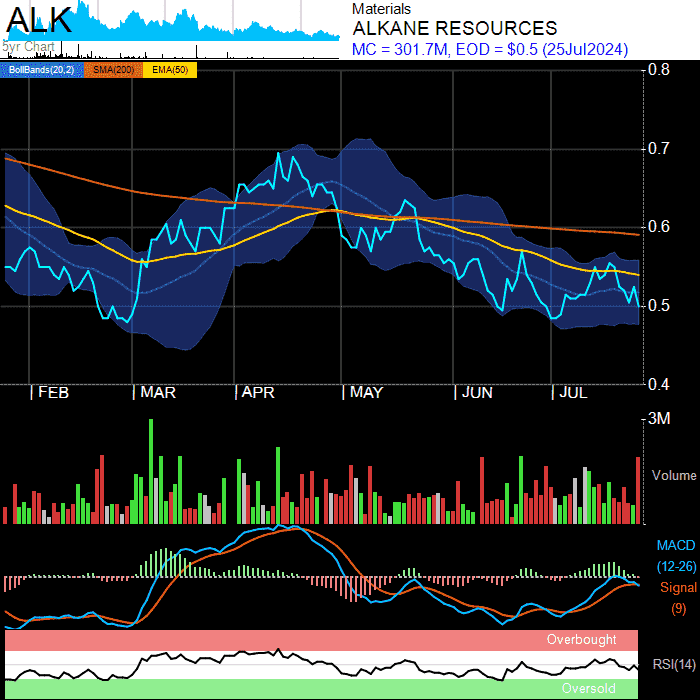 ALK
5yr Chart
Materials
ALKANE RESOURCES
MC = 301.7M, EOD = $0.5 (25Jul2024)
BollBands(20,2) SMA(200) EMA(50)
0.8
0.7
0.6
0.5
0.4
| FEB | MAR | APR | MAY | JUN | JUL
3M
Volume
MACD
(12-26)
Signal
(9)
Overbought
RSI(14)
Oversold